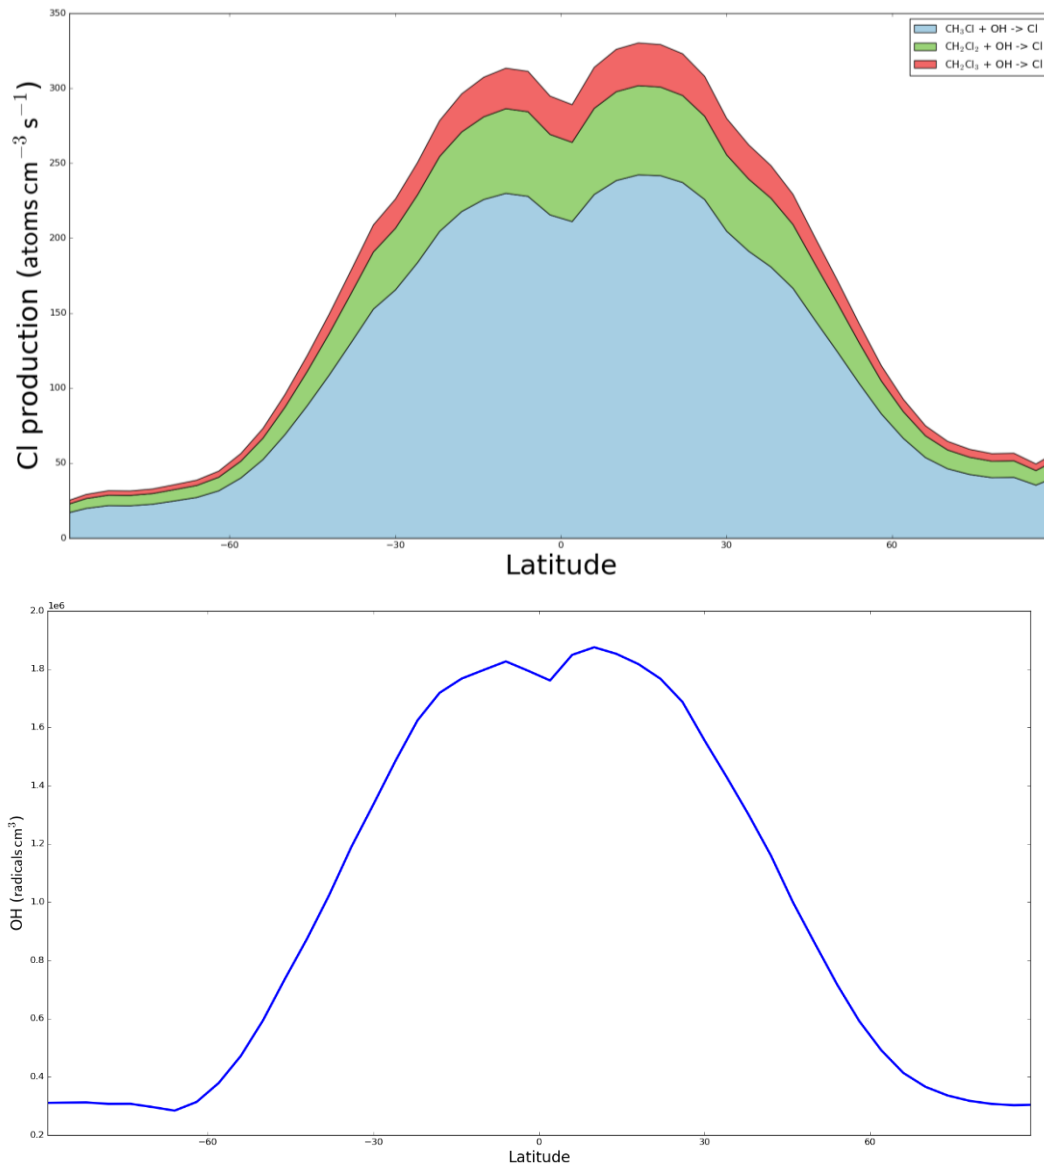 350
300
250
200
150
100
50
0
Cl production (atoms cm⁻³ s⁻¹)
CH₃Cl + OH -> Cl
CH₂Cl₂ + OH -> Cl
CH₂Cl₃ + OH -> Cl
−60 −30 0 30 60
Latitude
1e6
2.0
1.8
1.6
1.4
1.2
1.0
0.8
0.6
0.4
0.2
OH (radicals cm³)
−60 −30 0 30 60
Latitude